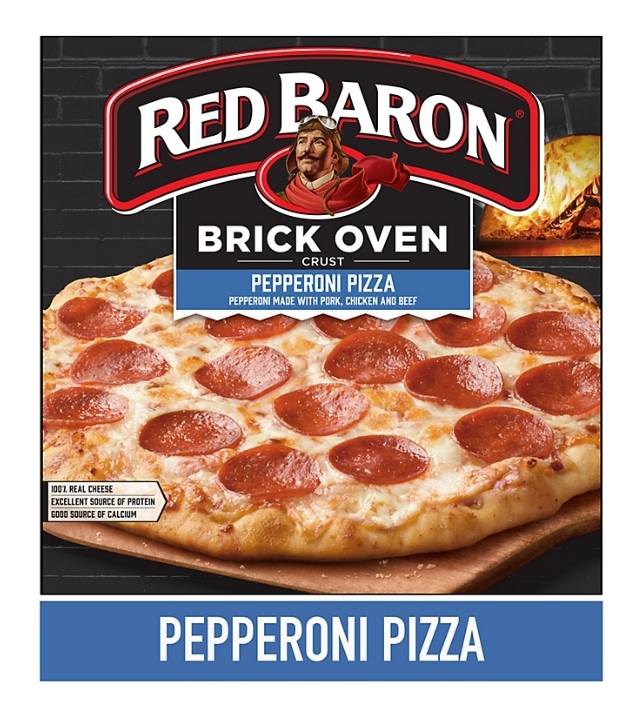 RED BARON®
BRICK OVEN
CRUST
PEPPERONI PIZZA
PEPPERONI MADE WITH PORK, CHICKEN AND BEEF
100% REAL CHEESE
EXCELLENT SOURCE OF PROTEIN
GOOD SOURCE OF CALCIUM
PEPPERONI PIZZA